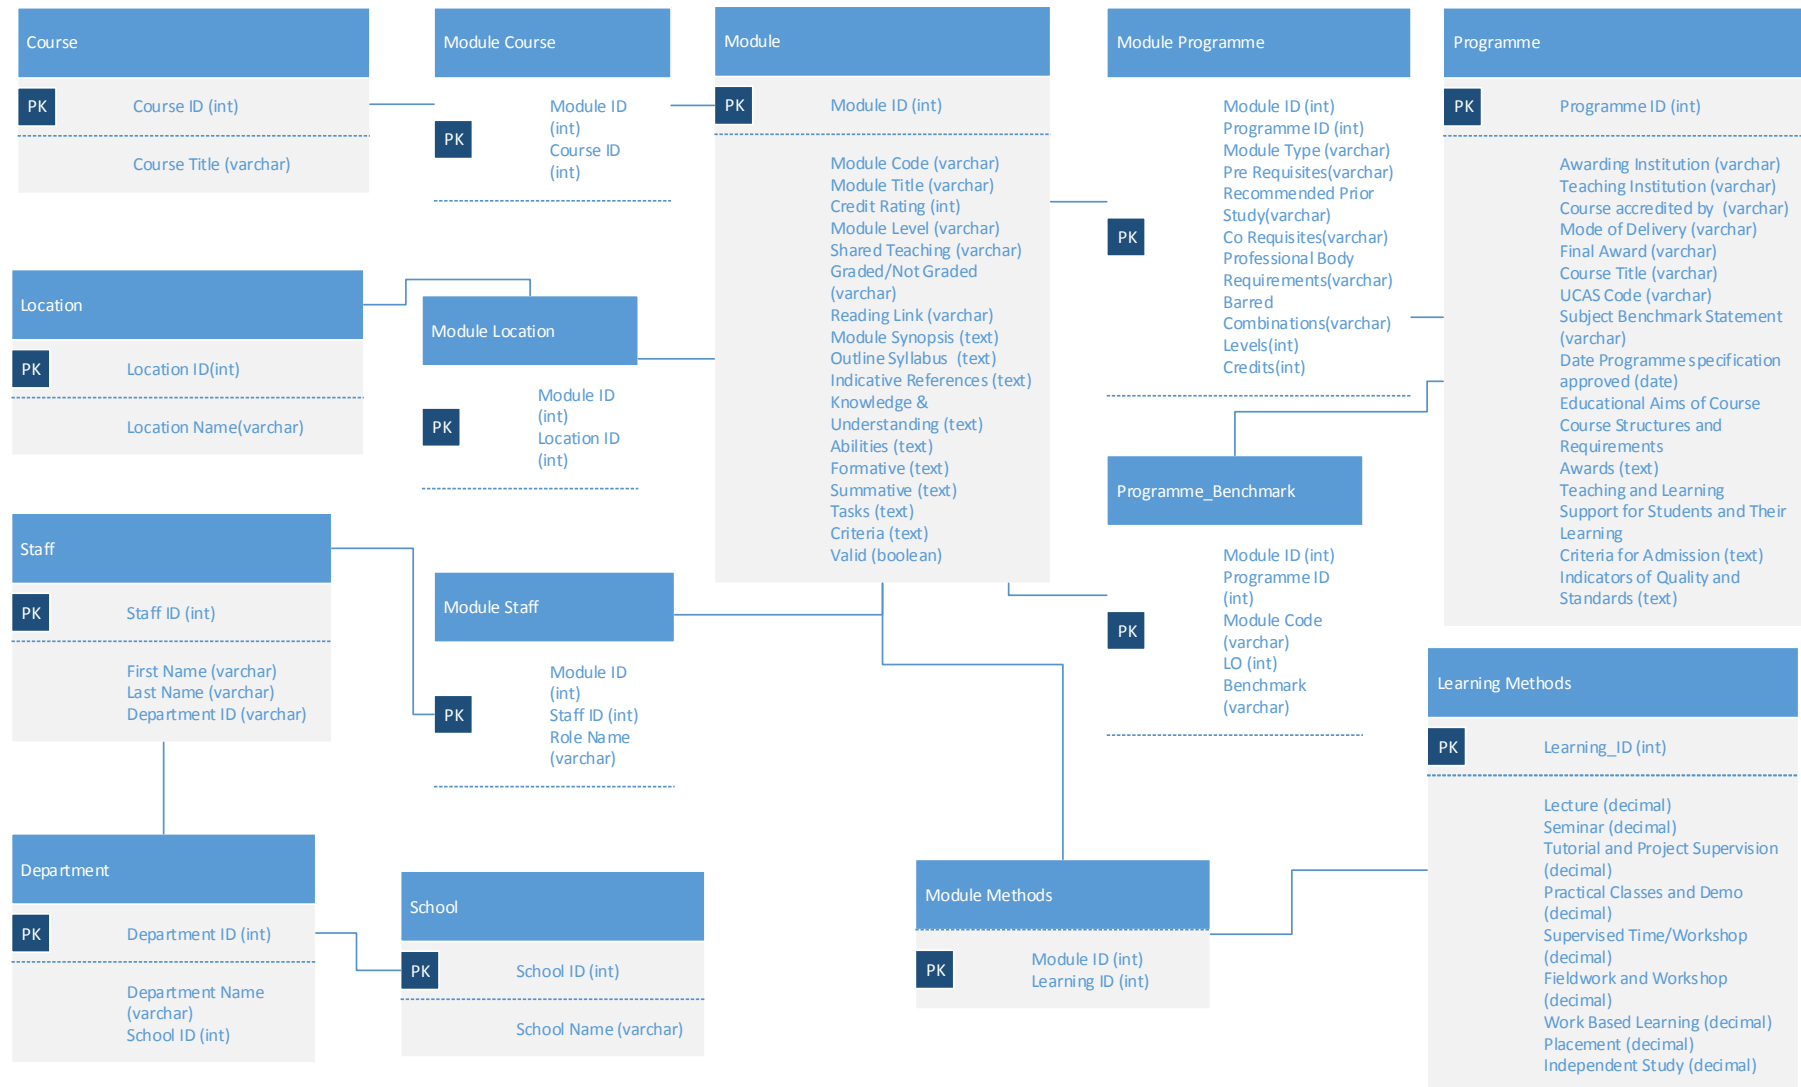 Course
PK
Course ID (int)
Course Title (varchar)
Module Course
PK
Module ID
(int)
Course ID
(int)
Module
PK
Module ID (int)
Module Code (varchar)
Module Title (varchar)
Credit Rating (int)
Module Level (varchar)
Shared Teaching (varchar)
Graded/Not Graded
(varchar)
Reading Link (varchar)
Module Synopsis (text)
Outline Syllabus (text)
Indicative References (text)
Knowledge &
Understanding (text)
Abilities (text)
Formative (text)
Summative (text)
Tasks (text)
Criteria (text)
Valid (boolean)
Module Programme
PK
Module ID (int)
Programme ID (int)
Module Type (varchar)
Pre Requisites(varchar)
Recommended Prior
Study(varchar)
Co Requisites(varchar)
Professional Body
Requirements(varchar)
Barred
Combinations(varchar)
Levels(int)
Credits(int)
Programme
PK
Programme ID (int)
Awarding Institution (varchar)
Teaching Institution (varchar)
Course accredited by (varchar)
Mode of Delivery (varchar)
Final Award (varchar)
Course Title (varchar)
UCAS Code (varchar)
Subject Benchmark Statement
(varchar)
Date Programme specification
approved (date)
Educational Aims of Course
Course Structures and
Requirements
Awards (text)
Teaching and Learning
Support for Students and Their
Learning
Criteria for Admission (text)
Indicators of Quality and
Standards (text)
Location
PK
Location ID(int)
Location Name(varchar)
Module Location
PK
Module ID
(int)
Location ID
(int)
Programme_Benchmark
PK
Module ID (int)
Programme ID
(int)
Module Code
(varchar)
LO (int)
Benchmark
(varchar)
Staff
PK
Staff ID (int)
First Name (varchar)
Last Name (varchar)
Department ID (varchar)
Module Staff
PK
Module ID
(int)
Staff ID (int)
Role Name
(varchar)
Learning Methods
PK
Learning_ID (int)
Lecture (decimal)
Seminar (decimal)
Tutorial and Project Supervision
(decimal)
Practical Classes and Demo
(decimal)
Supervised Time/Workshop
(decimal)
Fieldwork and Workshop
(decimal)
Work Based Learning (decimal)
Placement (decimal)
Independent Study (decimal)
Department
PK
Department ID (int)
Department Name
(varchar)
School ID (int)
School
PK
School ID (int)
School Name (varchar)
Module Methods
PK
Module ID (int)
Learning ID (int)